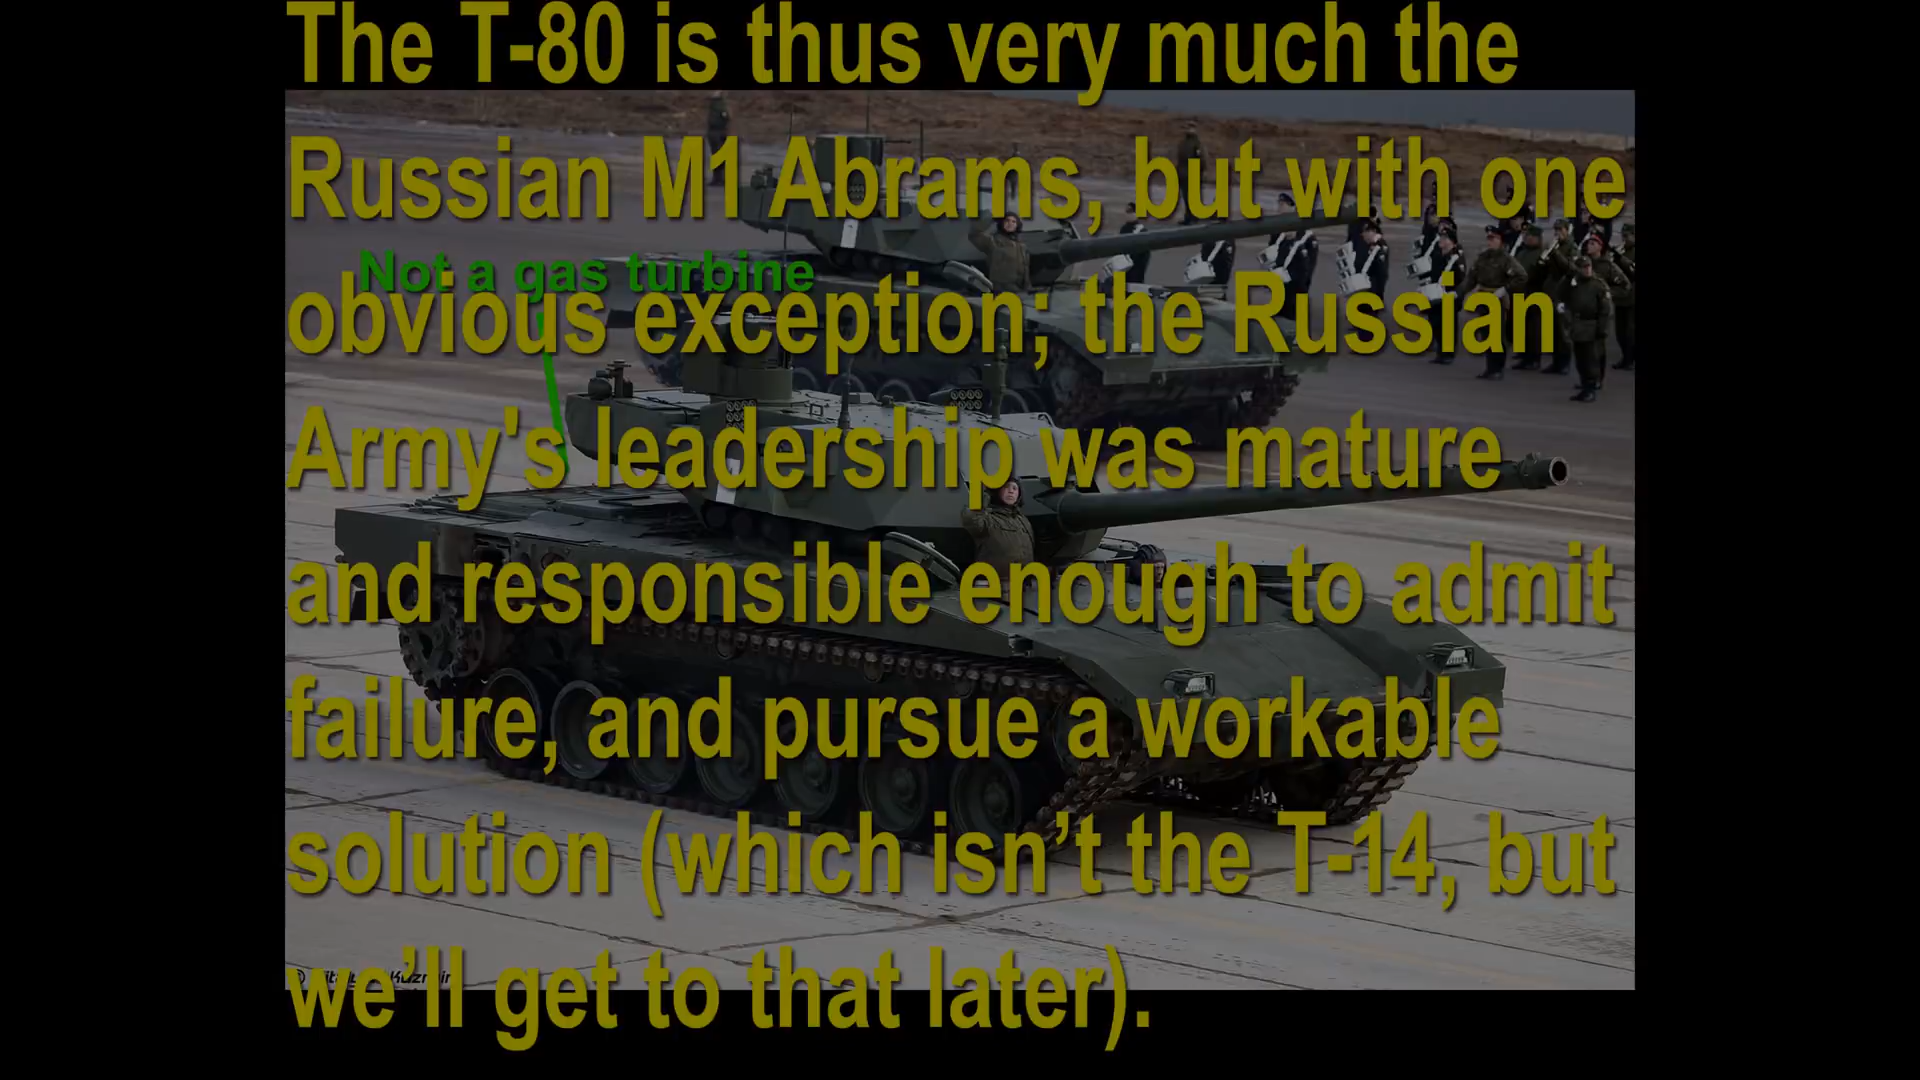 The T-80 is thus very much the
Russian M1 Abrams, but with one
Not a gas turbine
obvious exception; the Russian
Army's leadership was mature
and responsible enough to admit
failure, and pursue a workable
solution (which isn’t the T-14, but
we’ll get to that later).